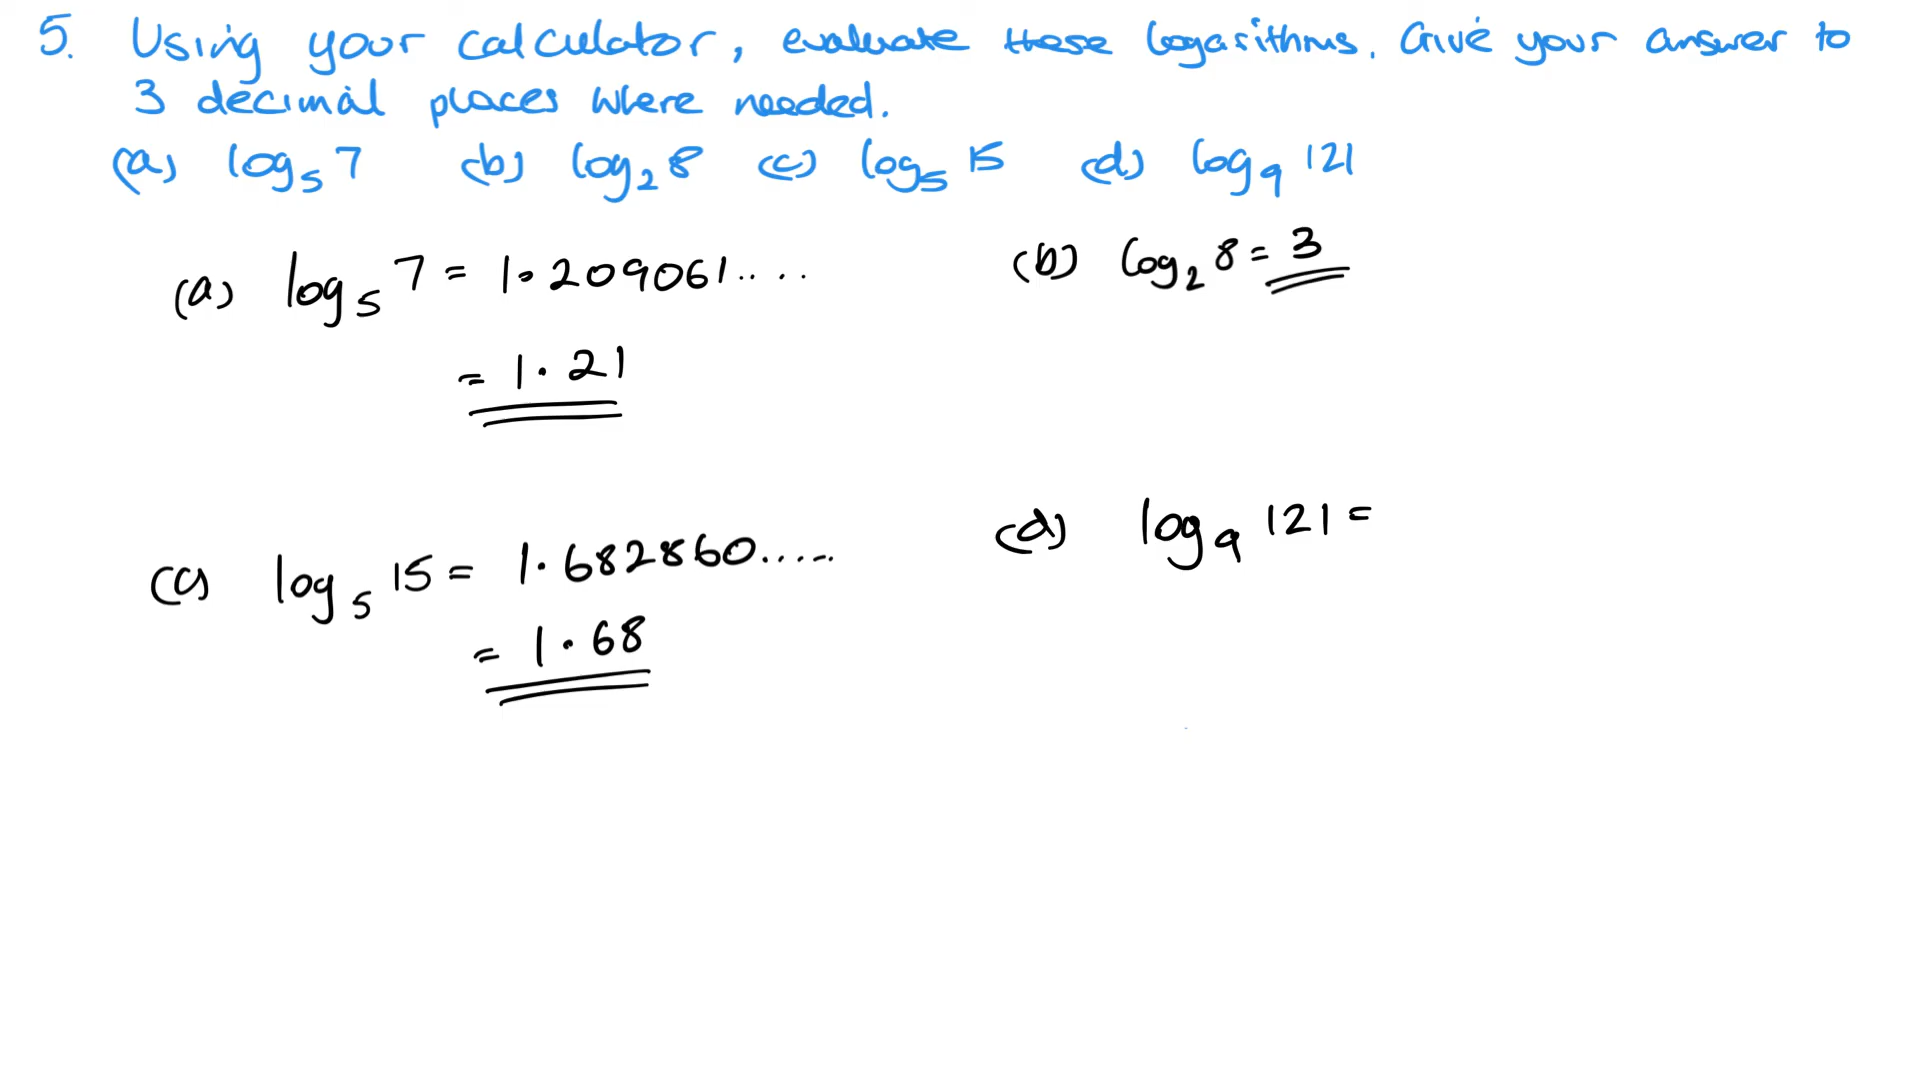 5. Using your calculator, evaluate these logarithms. Give your answer to
3 decimal places where needed.
(a) log₅ 7 (b) log₂ 8 (c) log₅ 15 (d) log₉ 121
(a) log₅ 7 = 1.209061....
= 1.21
(b) log₂ 8 = 3
(c) log₅ 15 = 1.682860.....
= 1.68
(d) log₉ 121 =